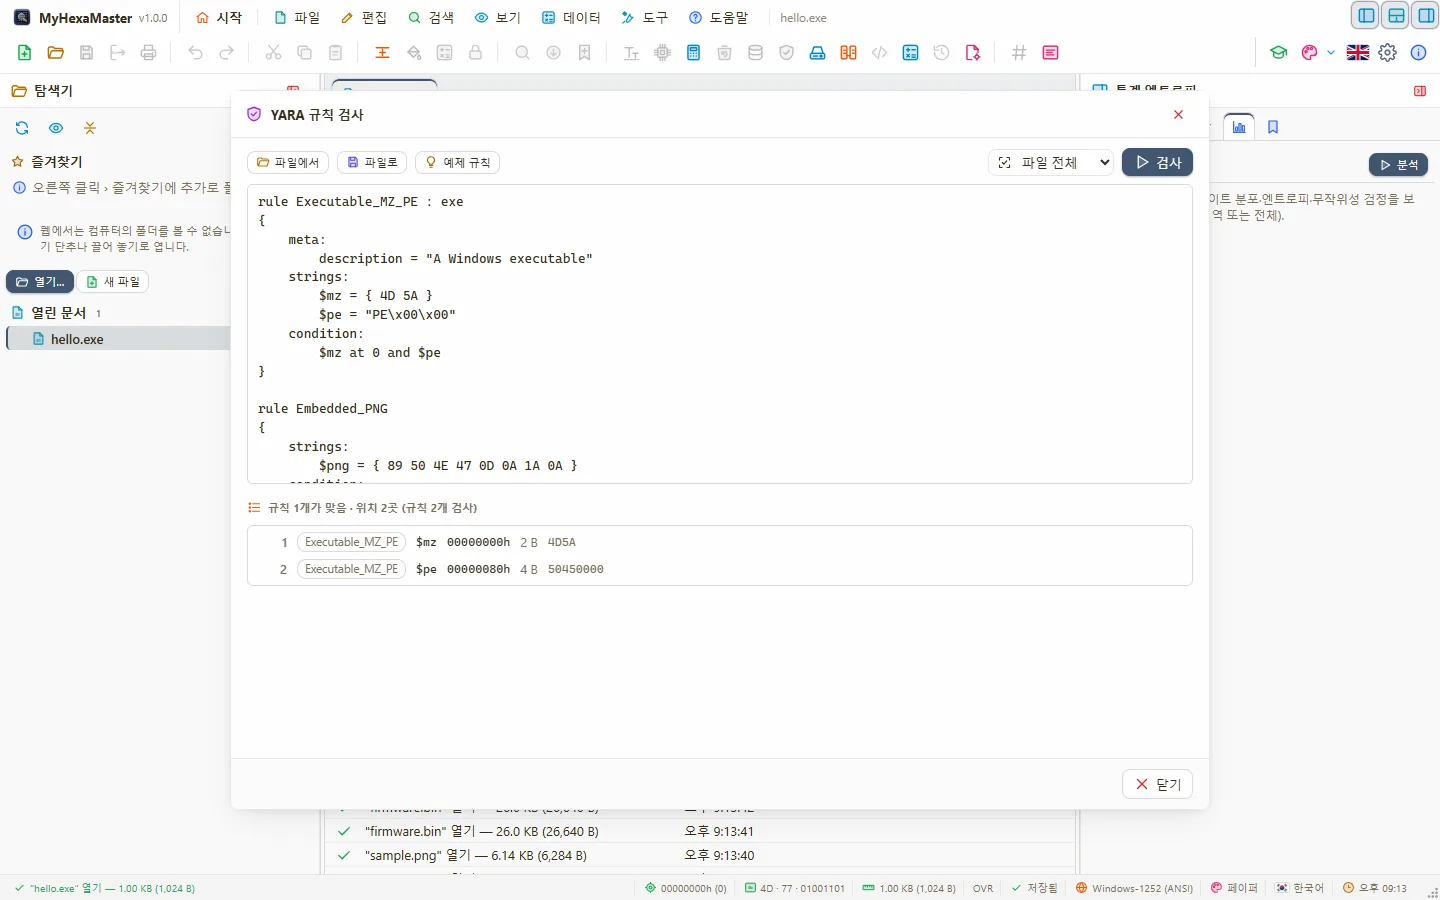 MyHexaMaster v1.0.0 시작 파일 편집 검색 보기 데이터 도구 도움말 hello.exe
탐색기
즐겨찾기
오른쪽 클릭 › 즐겨찾기에 추가로
웹에서는 컴퓨터의 폴더를 볼 수 없습니
기 단추나 끌어 놓기로 엽니다.
열기... 새 파일
열린 문서 1
hello.exe
YARA 규칙 검사
파일에서 파일로 예제 규칙 파일 전체 검사
rule Executable_MZ_PE : exe
{
    meta:
        description = "A Windows executable"
    strings:
        $mz = { 4D 5A }
        $pe = "PE\x00\x00"
    condition:
        $mz at 0 and $pe
}
rule Embedded_PNG
{
    strings:
        $png = { 89 50 4E 47 0D 0A 1A 0A }
규칙 1개가 맞음 · 위치 2곳 (규칙 2개 검사)
1 Executable_MZ_PE $mz 00000000h 2 B 4D5A
2 Executable_MZ_PE $pe 00000080h 4 B 50450000
닫기
분석
이트 분포·엔트로피·무작위성 검정을 보
역 또는 전체).
"firmware.bin" 열기 — 26.0 KB (26,640 B) 오후 9:13:41
"sample.png" 열기 — 6.14 KB (6,284 B) 오후 9:13:40
"hello.exe" 열기 — 1.00 KB (1,024 B) 00000000h (0) 4D · 77 · 01001101 1.00 KB (1,024 B) OVR 저장됨 Windows-1252 (ANSI) 페이퍼 한국어 오후 09:13